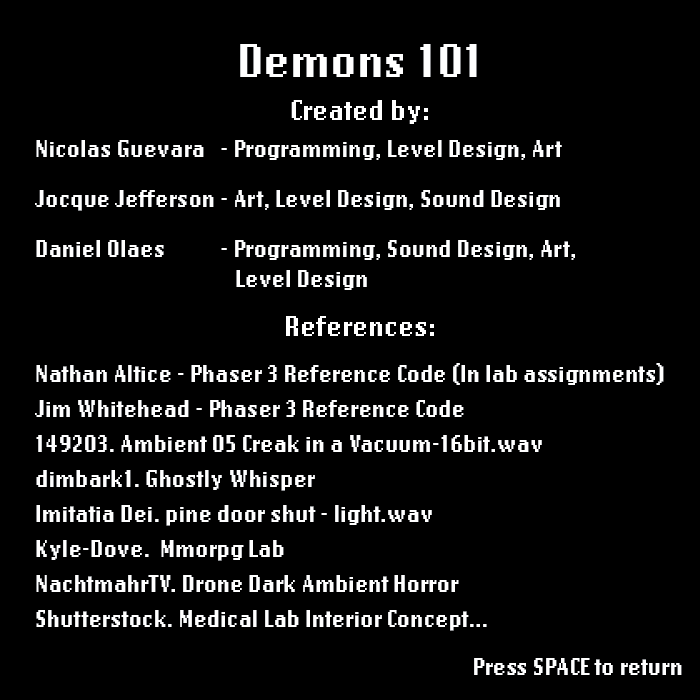 Demons 101
Created by:
Nicolas Guevara - Programming, Level Design, Art
Jocque Jefferson - Art, Level Design, Sound Design
Daniel Olaes - Programming, Sound Design, Art,
Level Design
References:
Nathan Altice - Phaser 3 Reference Code (In lab assignments)
Jim Whitehead - Phaser 3 Reference Code
149203. Ambient 05 Creak in a Vacuum-16bit.wav
dimbark1. Ghostly Whisper
Imitatia Dei. pine door shut - light.wav
Kyle-Dove.  Mmorpg Lab
NachtmahrTV. Drone Dark Ambient Horror
Shutterstock. Medical Lab Interior Concept...
Press SPACE to return